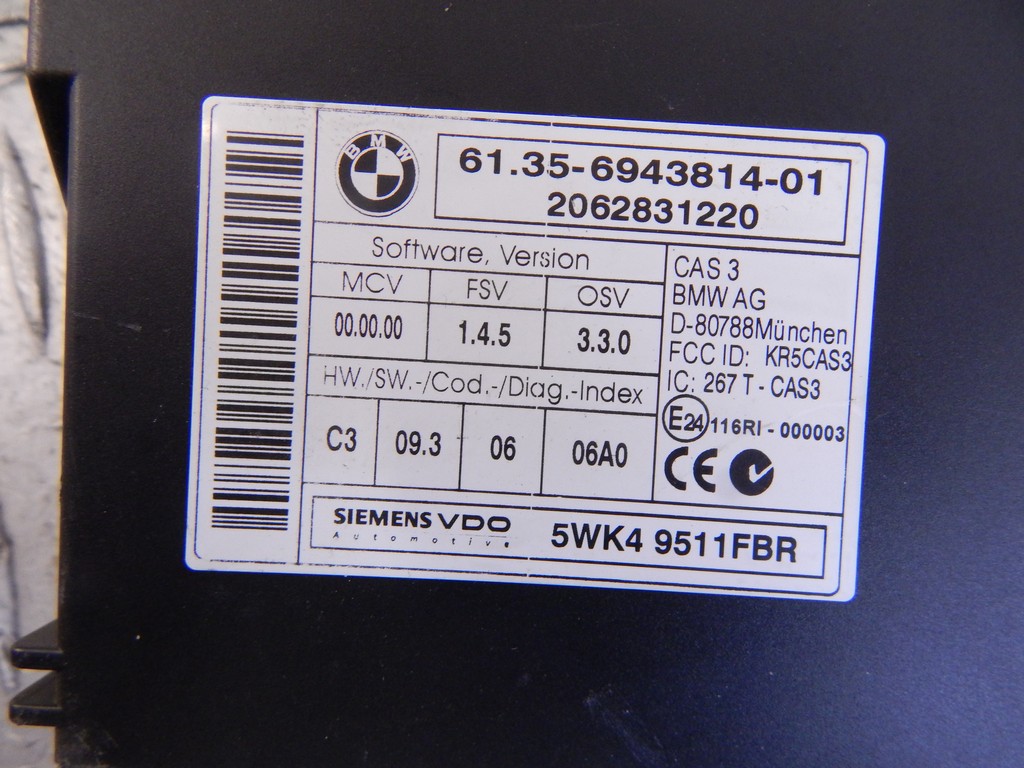 BMW
61.35-6943814-01
2062831220
Software, Version
MCV FSV OSV
00.00.00 1.4.5 3.3.0
HW./SW.-/Cod.-/Diag.-Index
C3 09.3 06 06A0
CAS 3
BMW AG
D-80788München
FCC ID: KR5CAS3
IC: 267 T - CAS3
E24 116RI - 000003
CE
SIEMENS VDO
Automotive
5WK4 9511FBR